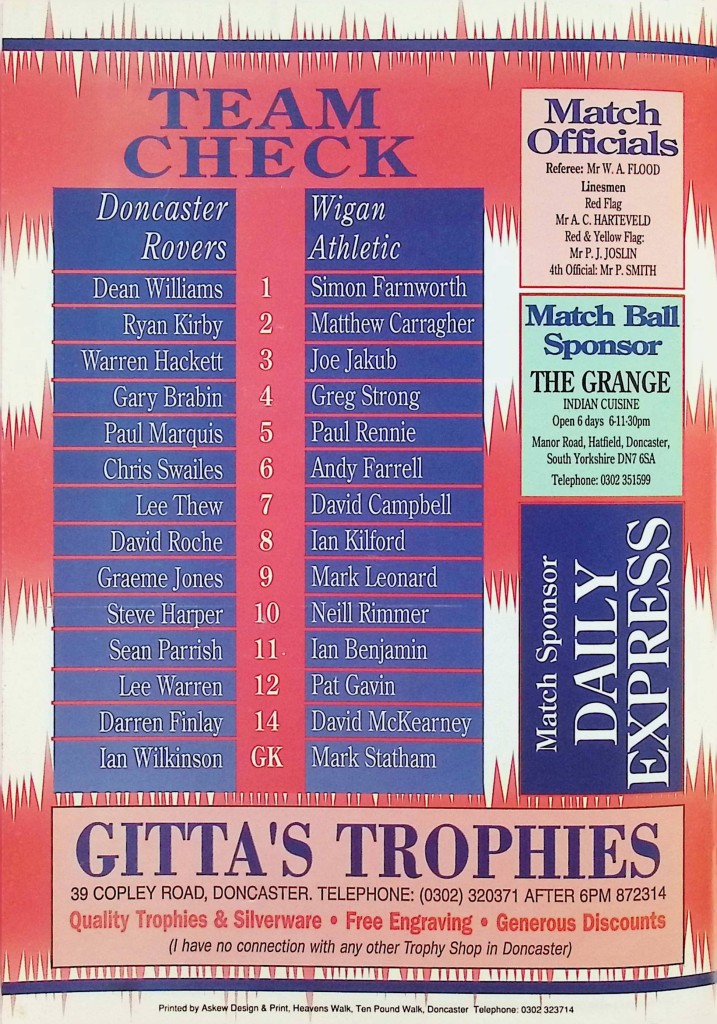 TEAM
CHECK
Doncaster Rovers Wigan Athletic
Dean Williams 1 Simon Farnworth
Ryan Kirby 2 Matthew Carragher
Warren Hackett 3 Joe Jakub
Gary Brabin 4 Greg Strong
Paul Marquis 5 Paul Rennie
Chris Swailes 6 Andy Farrell
Lee Thew 7 David Campbell
David Roche 8 Ian Kilford
Graeme Jones 9 Mark Leonard
Steve Harper 10 Neill Rimmer
Sean Parrish 11 Ian Benjamin
Lee Warren 12 Pat Gavin
Darren Finlay 14 David McKearney
Ian Wilkinson GK Mark Statham
Match
Officials
Referee: Mr W. A. FLOOD
Linesmen
Red Flag
Mr A. C. HARTEVELD
Red & Yellow Flag:
Mr P. J. JOSLIN
4th Official: Mr P. SMITH
Match Ball
Sponsor
THE GRANGE
INDIAN CUISINE
Open 6 days 6-11-30pm
Manor Road, Hatfield, Doncaster,
South Yorkshire DN7 6SA
Telephone: 0302 351599
Match Sponsor
DAILY
EXPRESS
GITTA'S TROPHIES
39 COPLEY ROAD, DONCASTER. TELEPHONE: (0302) 320371 AFTER 6PM 872314
Quality Trophies & Silverware • Free Engraving • Generous Discounts
(I have no connection with any other Trophy Shop in Doncaster)
Printed by Askew Design & Print, Heavens Walk, Ten Pound Walk, Doncaster Telephone: 0302 323714